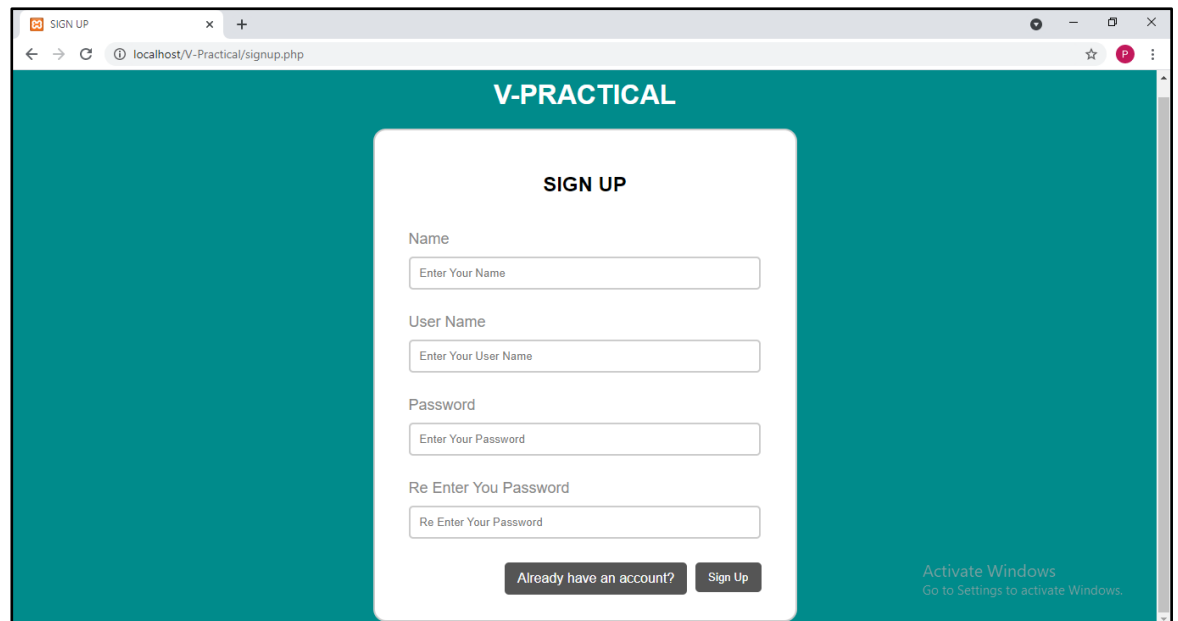 SIGN UP
localhost/V-Practical/signup.php
P
V-PRACTICAL
SIGN UP
Name
Enter Your Name
User Name
Enter Your User Name
Password
Enter Your Password
Re Enter You Password
Re Enter Your Password
Already have an account? Sign Up
Activate Windows
Go to Settings to activate Windows.